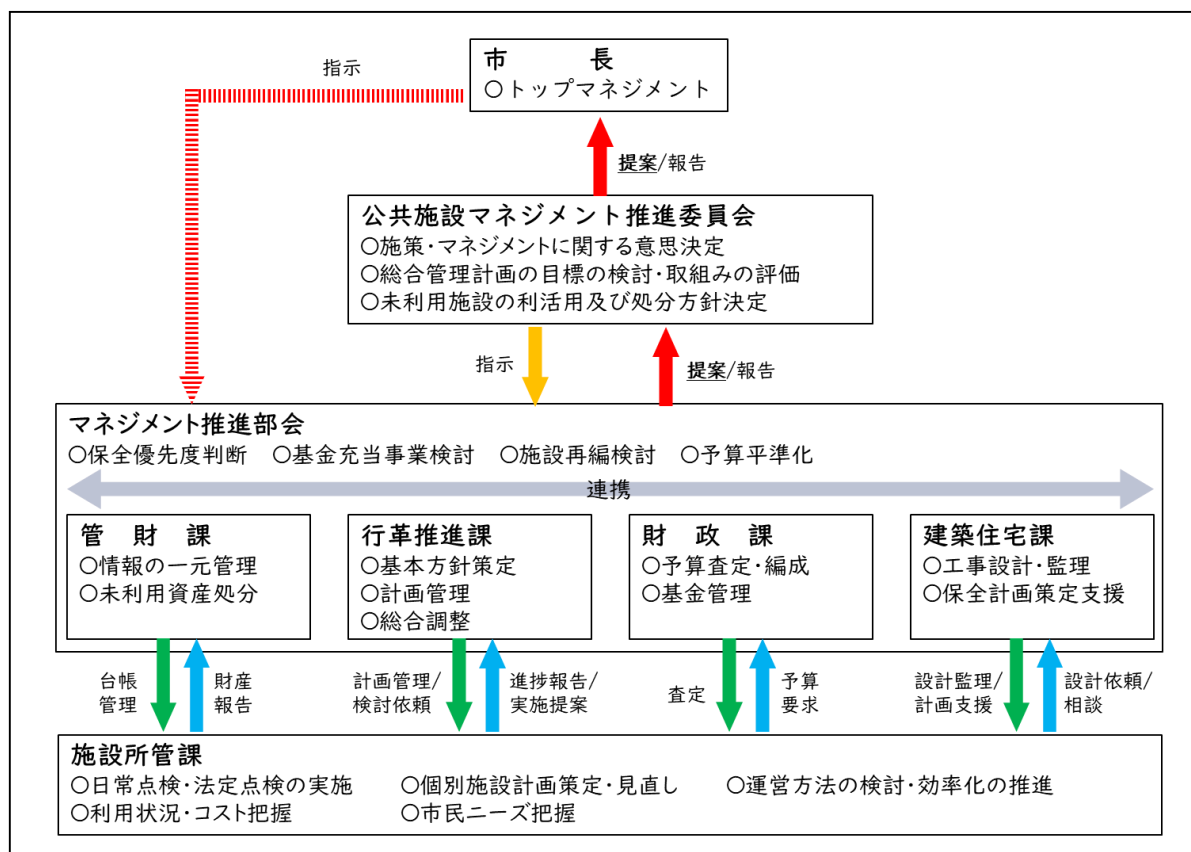 市　長
○トップマネジメント
指示
提案/報告
公共施設マネジメント推進委員会
○施策・マネジメントに関する意思決定
○総合管理計画の目標の検討・取組みの評価
○未利用施設の利活用及び処分方針決定
指示
提案/報告
マネジメント推進部会
○保全優先度判断　○基金充当事業検討　○施設再編検討　○予算平準化
連携
管　財　課
○情報の一元管理
○未利用資産処分
行革推進課
○基本方針策定
○計画管理
○総合調整
財　政　課
○予算査定・編成
○基金管理
建築住宅課
○工事設計・監理
○保全計画策定支援
台帳
管理
財産
報告
計画管理/
検討依頼
進捗報告/
実施提案
査定
予算
要求
設計監理/
計画支援
設計依頼/
相談
施設所管課
○日常点検・法定点検の実施　○個別施設計画策定・見直し　○運営方法の検討・効率化の推進
○利用状況・コスト把握　○市民ニーズ把握